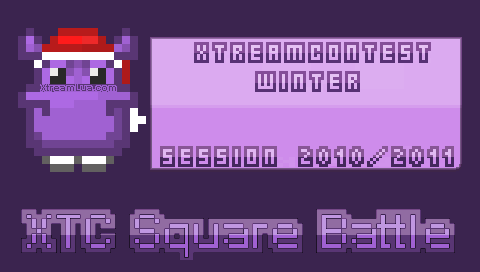 XTREAMCONTEST
WINTER
XtreamLua.com
SESSION 2010/2011
XTC Square Battle